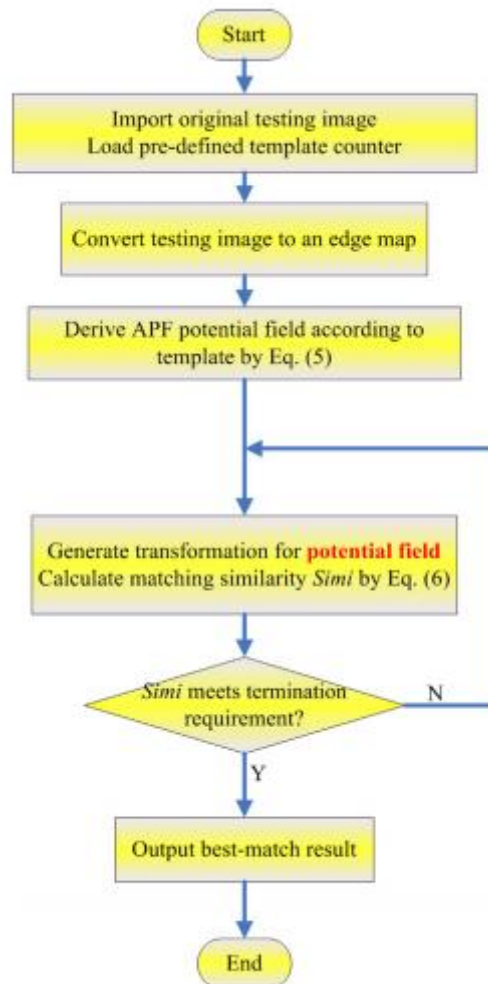 Start
Import original testing image
Load pre-defined template counter
Convert testing image to an edge map
Derive APF potential field according to
template by Eq. (5)
Generate transformation for potential field
Calculate matching similarity Simi by Eq. (6)
Simi meets termination
requirement?
N
Y
Output best-match result
End